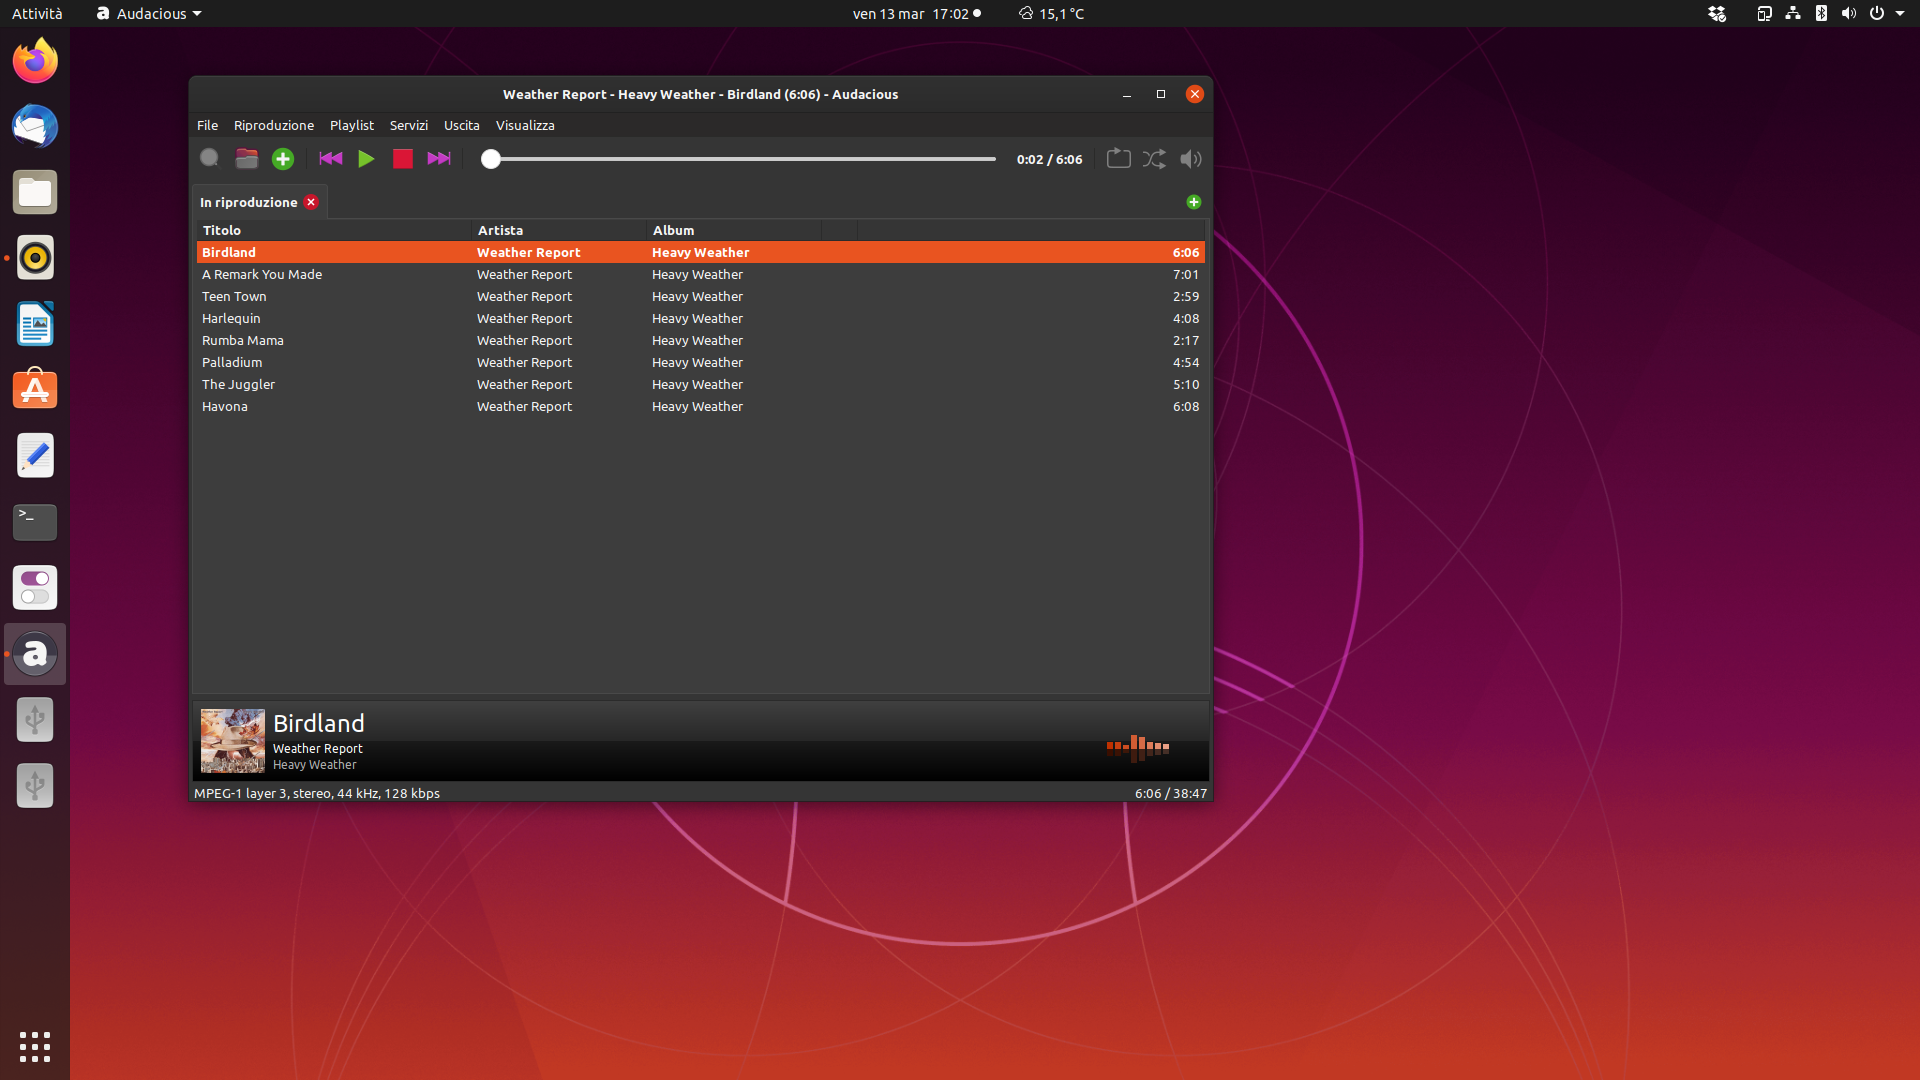 Attività
Audacious
ven 13 mar 17:02
15,1 °C
Weather Report - Heavy Weather - Birdland (6:06) - Audacious
File Riproduzione Playlist Servizi Uscita Visualizza
0:02 / 6:06
In riproduzione
Titolo Artista Album
Birdland Weather Report Heavy Weather 6:06
A Remark You Made Weather Report Heavy Weather 7:01
Teen Town Weather Report Heavy Weather 2:59
Harlequin Weather Report Heavy Weather 4:08
Rumba Mama Weather Report Heavy Weather 2:17
Palladium Weather Report Heavy Weather 4:54
The Juggler Weather Report Heavy Weather 5:10
Havona Weather Report Heavy Weather 6:08
Birdland
Weather Report
Heavy Weather
MPEG-1 layer 3, stereo, 44 kHz, 128 kbps
6:06 / 38:47